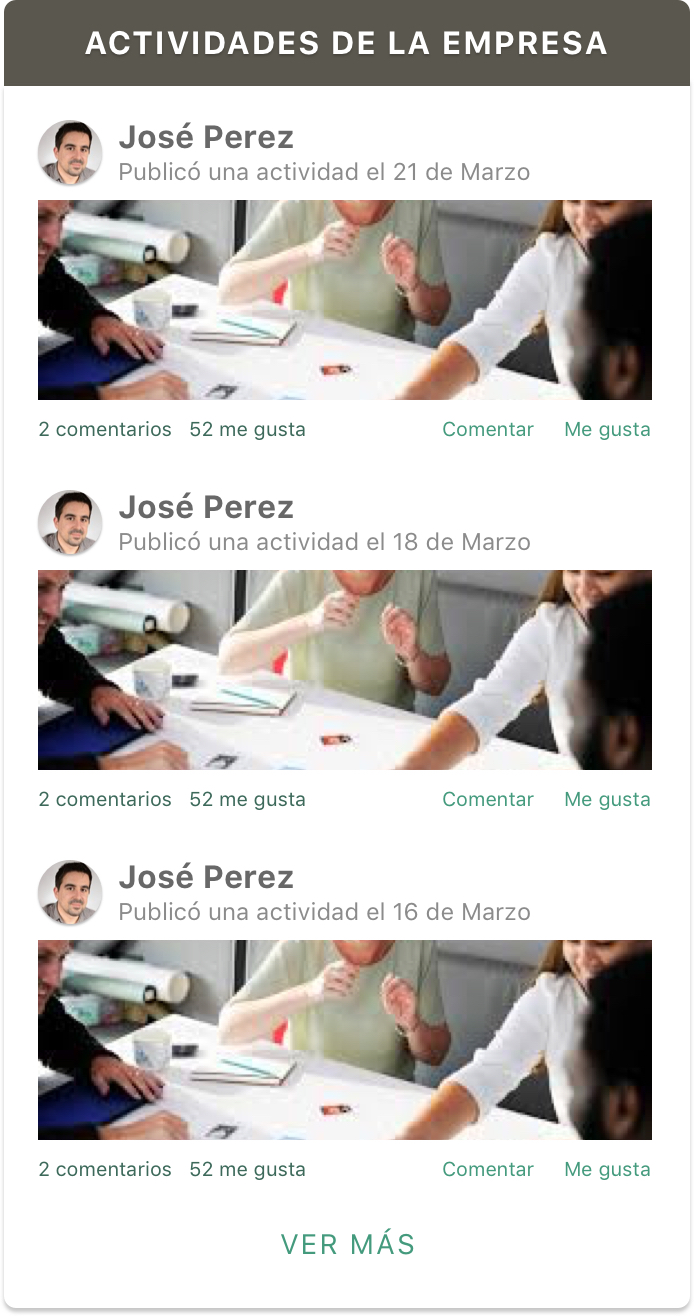 ACTIVIDADES DE LA EMPRESA
José Perez
Publicó una actividad el 21 de Marzo
2 comentarios 52 me gusta Comentar Me gusta
José Perez
Publicó una actividad el 18 de Marzo
2 comentarios 52 me gusta Comentar Me gusta
José Perez
Publicó una actividad el 16 de Marzo
2 comentarios 52 me gusta Comentar Me gusta
VER MÁS